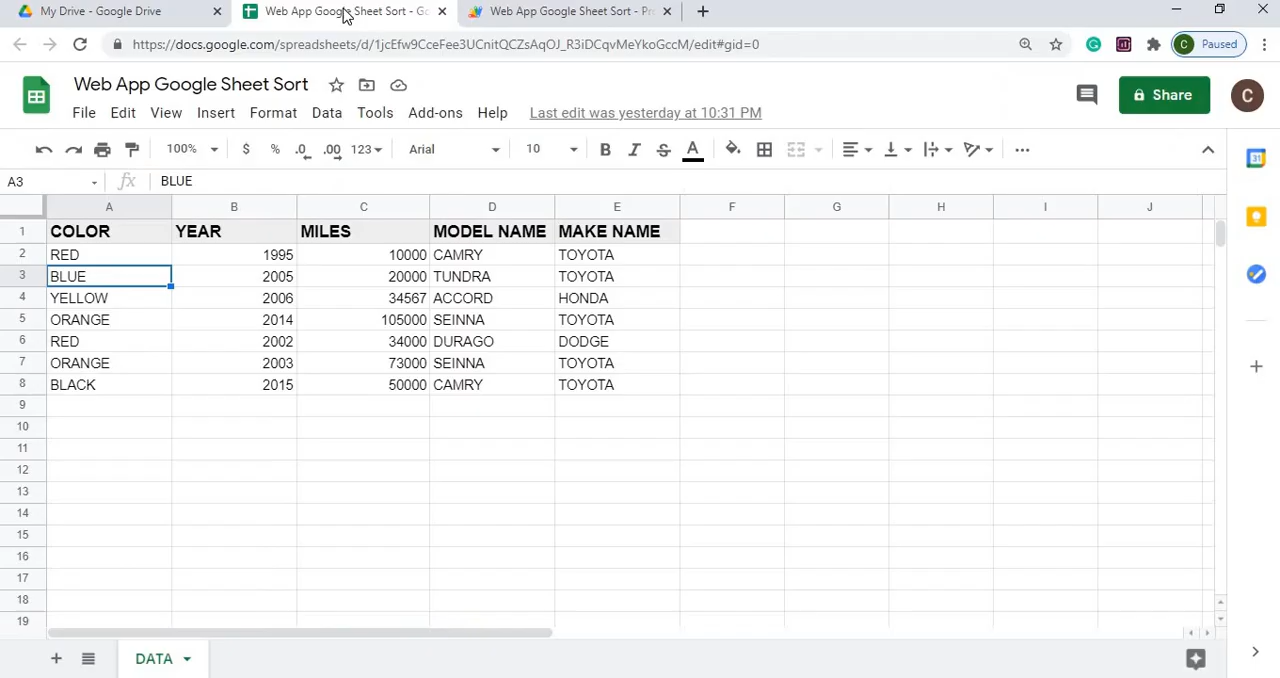 My Drive - Google Drive
Web App Google Sheet Sort - Go
Web App Google Sheet Sort - Pr
https://docs.google.com/spreadsheets/d/1jcEfw9CceFee3UCnitQCZsAqOJ_R3iDCqvMeYkoGccM/edit#gid=0
C Paused
Web App Google Sheet Sort
Share
C
File Edit View Insert Format Data Tools Add-ons Help Last edit was yesterday at 10:31 PM
100% $ % .0 .00 123 Arial 10 B I S A
31
A3 fx BLUE
A B C D E F G H I J
1 COLOR YEAR MILES MODEL NAME MAKE NAME
2 RED 1995 10000 CAMRY TOYOTA
3 BLUE 2005 20000 TUNDRA TOYOTA
4 YELLOW 2006 34567 ACCORD HONDA
5 ORANGE 2014 105000 SEINNA TOYOTA
6 RED 2002 34000 DURAGO DODGE
7 ORANGE 2003 73000 SEINNA TOYOTA
8 BLACK 2015 50000 CAMRY TOYOTA
9
10
11
12
13
14
15
16
17
18
19
DATA